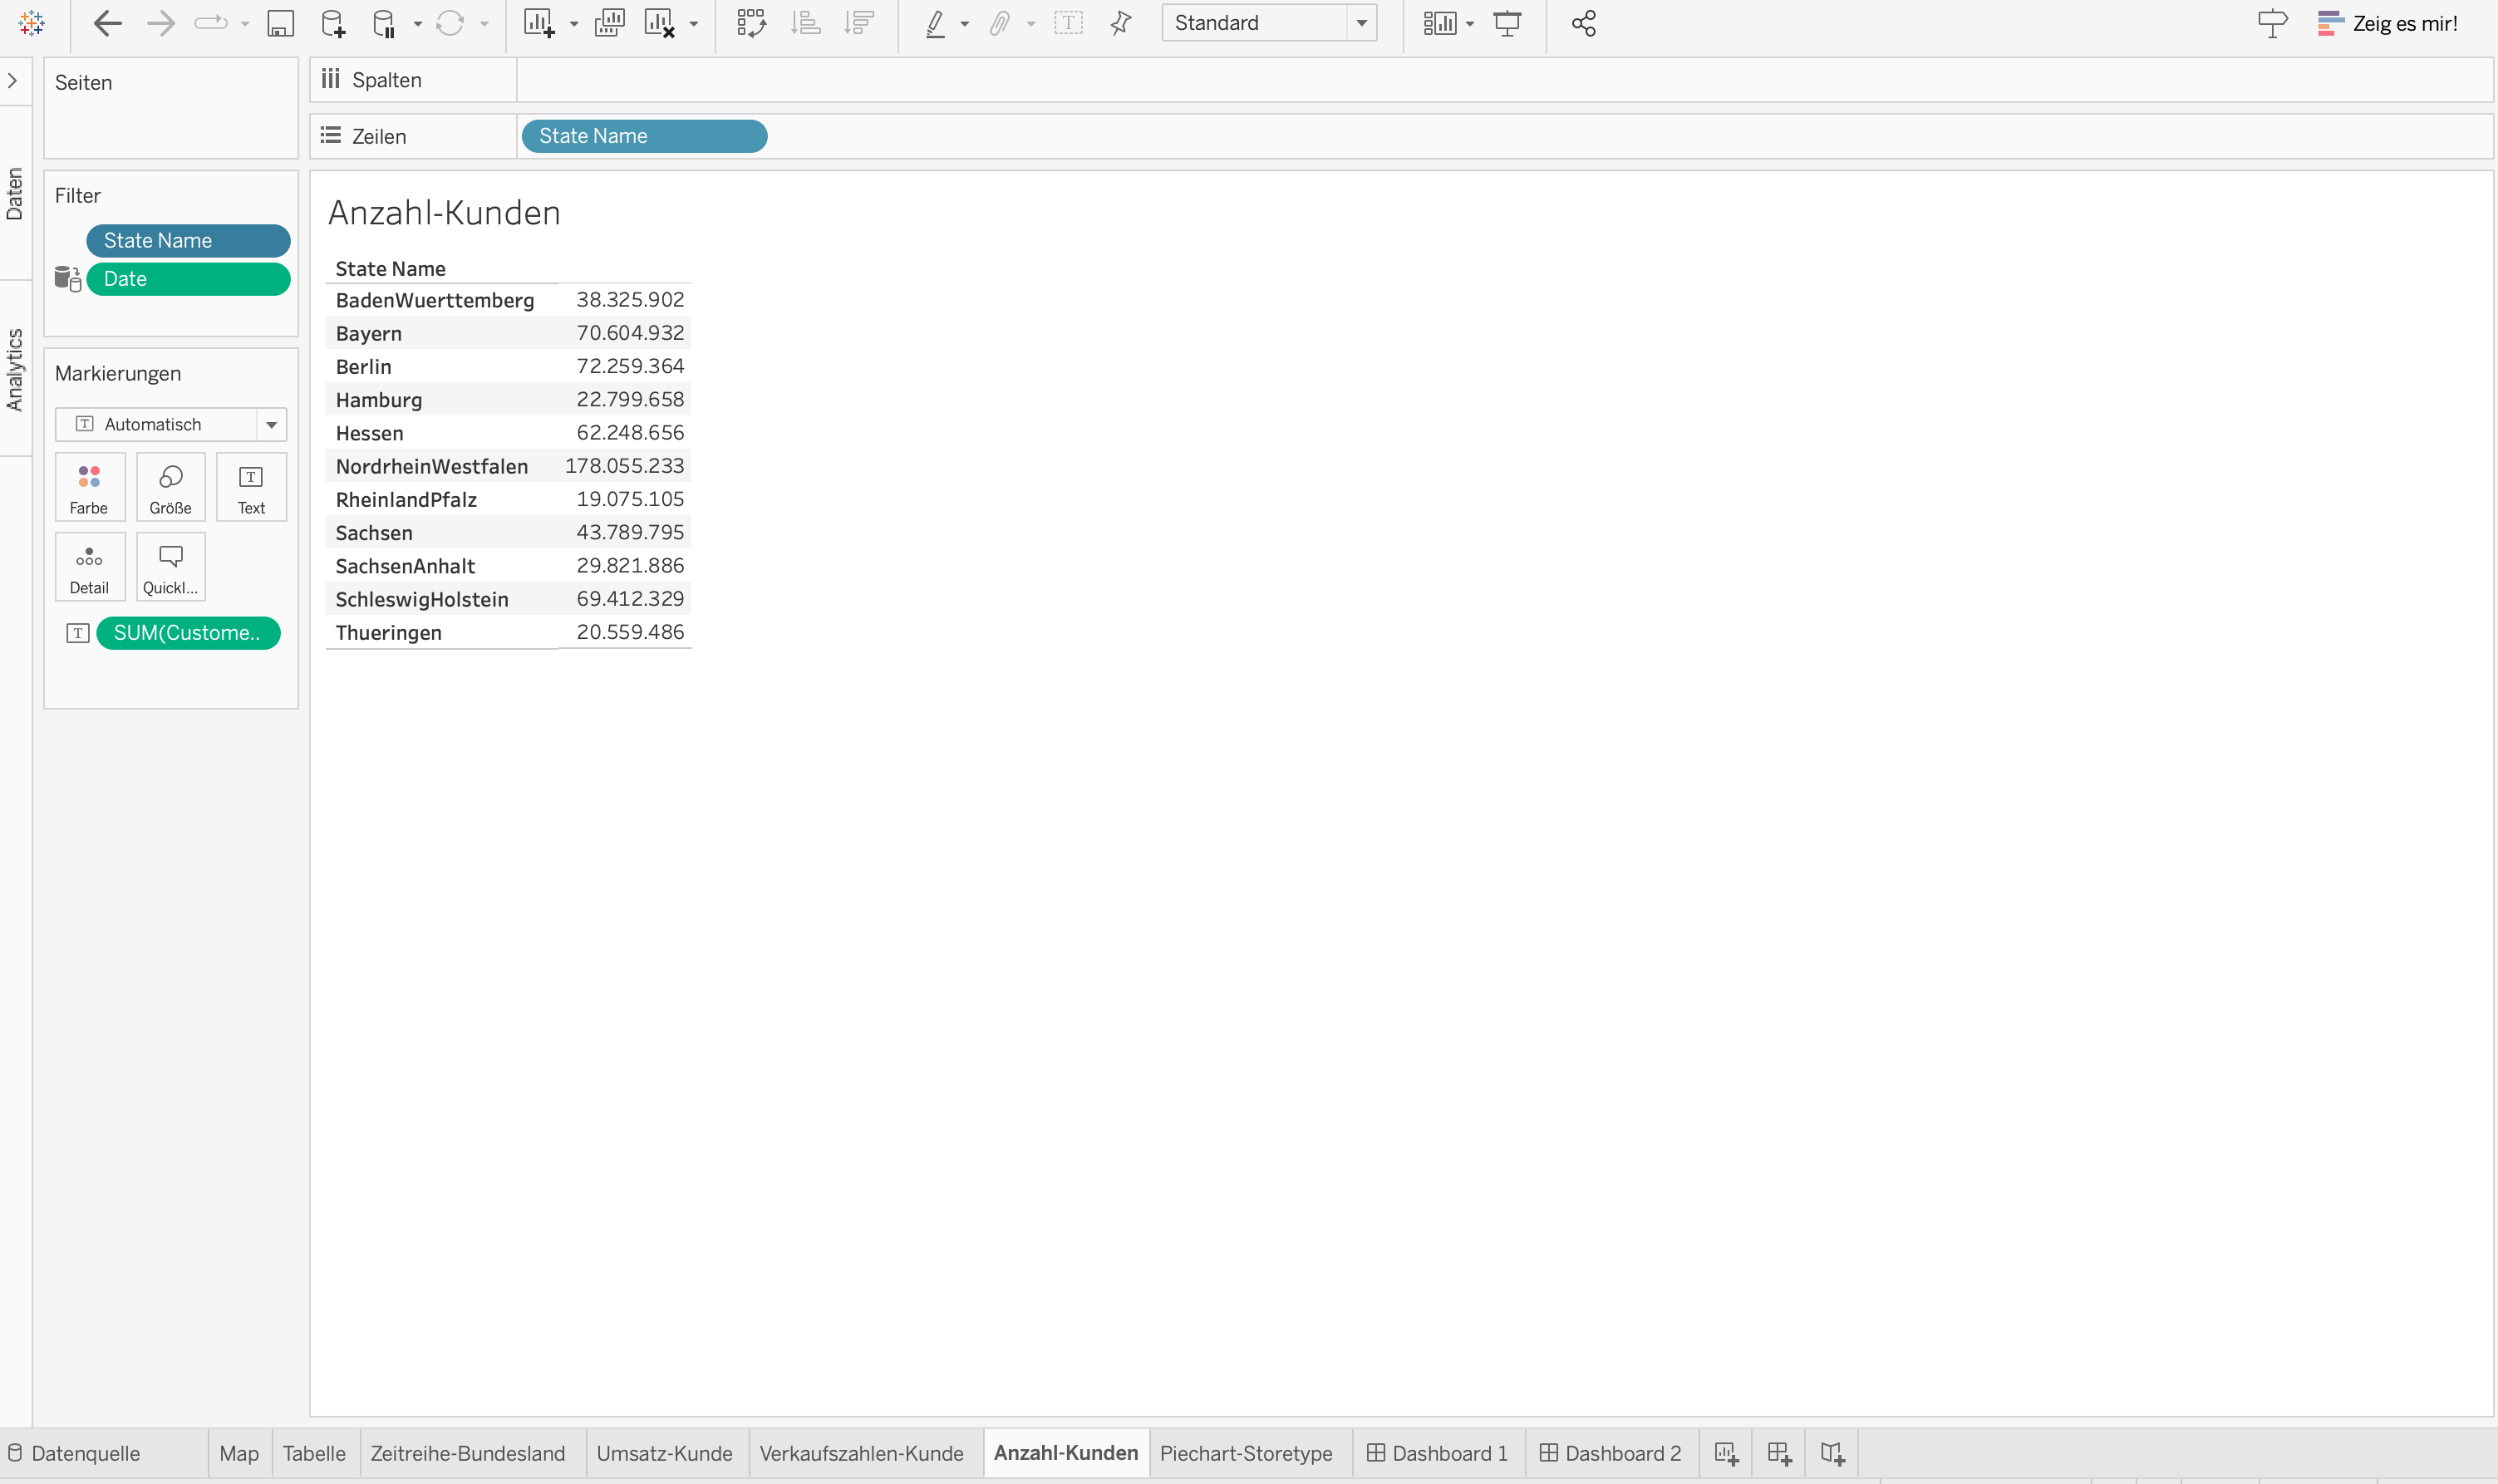 Standard
Zeig es mir!
Daten
Analytics
Seiten
Spalten
Zeilen
State Name
Filter
State Name
Date
Markierungen
Automatisch
Farbe
Größe
Text
Detail
QuickI...
SUM(Custome..
Anzahl-Kunden
State Name
BadenWuerttemberg 38.325.902
Bayern 70.604.932
Berlin 72.259.364
Hamburg 22.799.658
Hessen 62.248.656
NordrheinWestfalen 178.055.233
RheinlandPfalz 19.075.105
Sachsen 43.789.795
SachsenAnhalt 29.821.886
SchleswigHolstein 69.412.329
Thueringen 20.559.486
Datenquelle Map Tabelle Zeitreihe-Bundesland Umsatz-Kunde Verkaufszahlen-Kunde Anzahl-Kunden Piechart-Storetype Dashboard 1 Dashboard 2